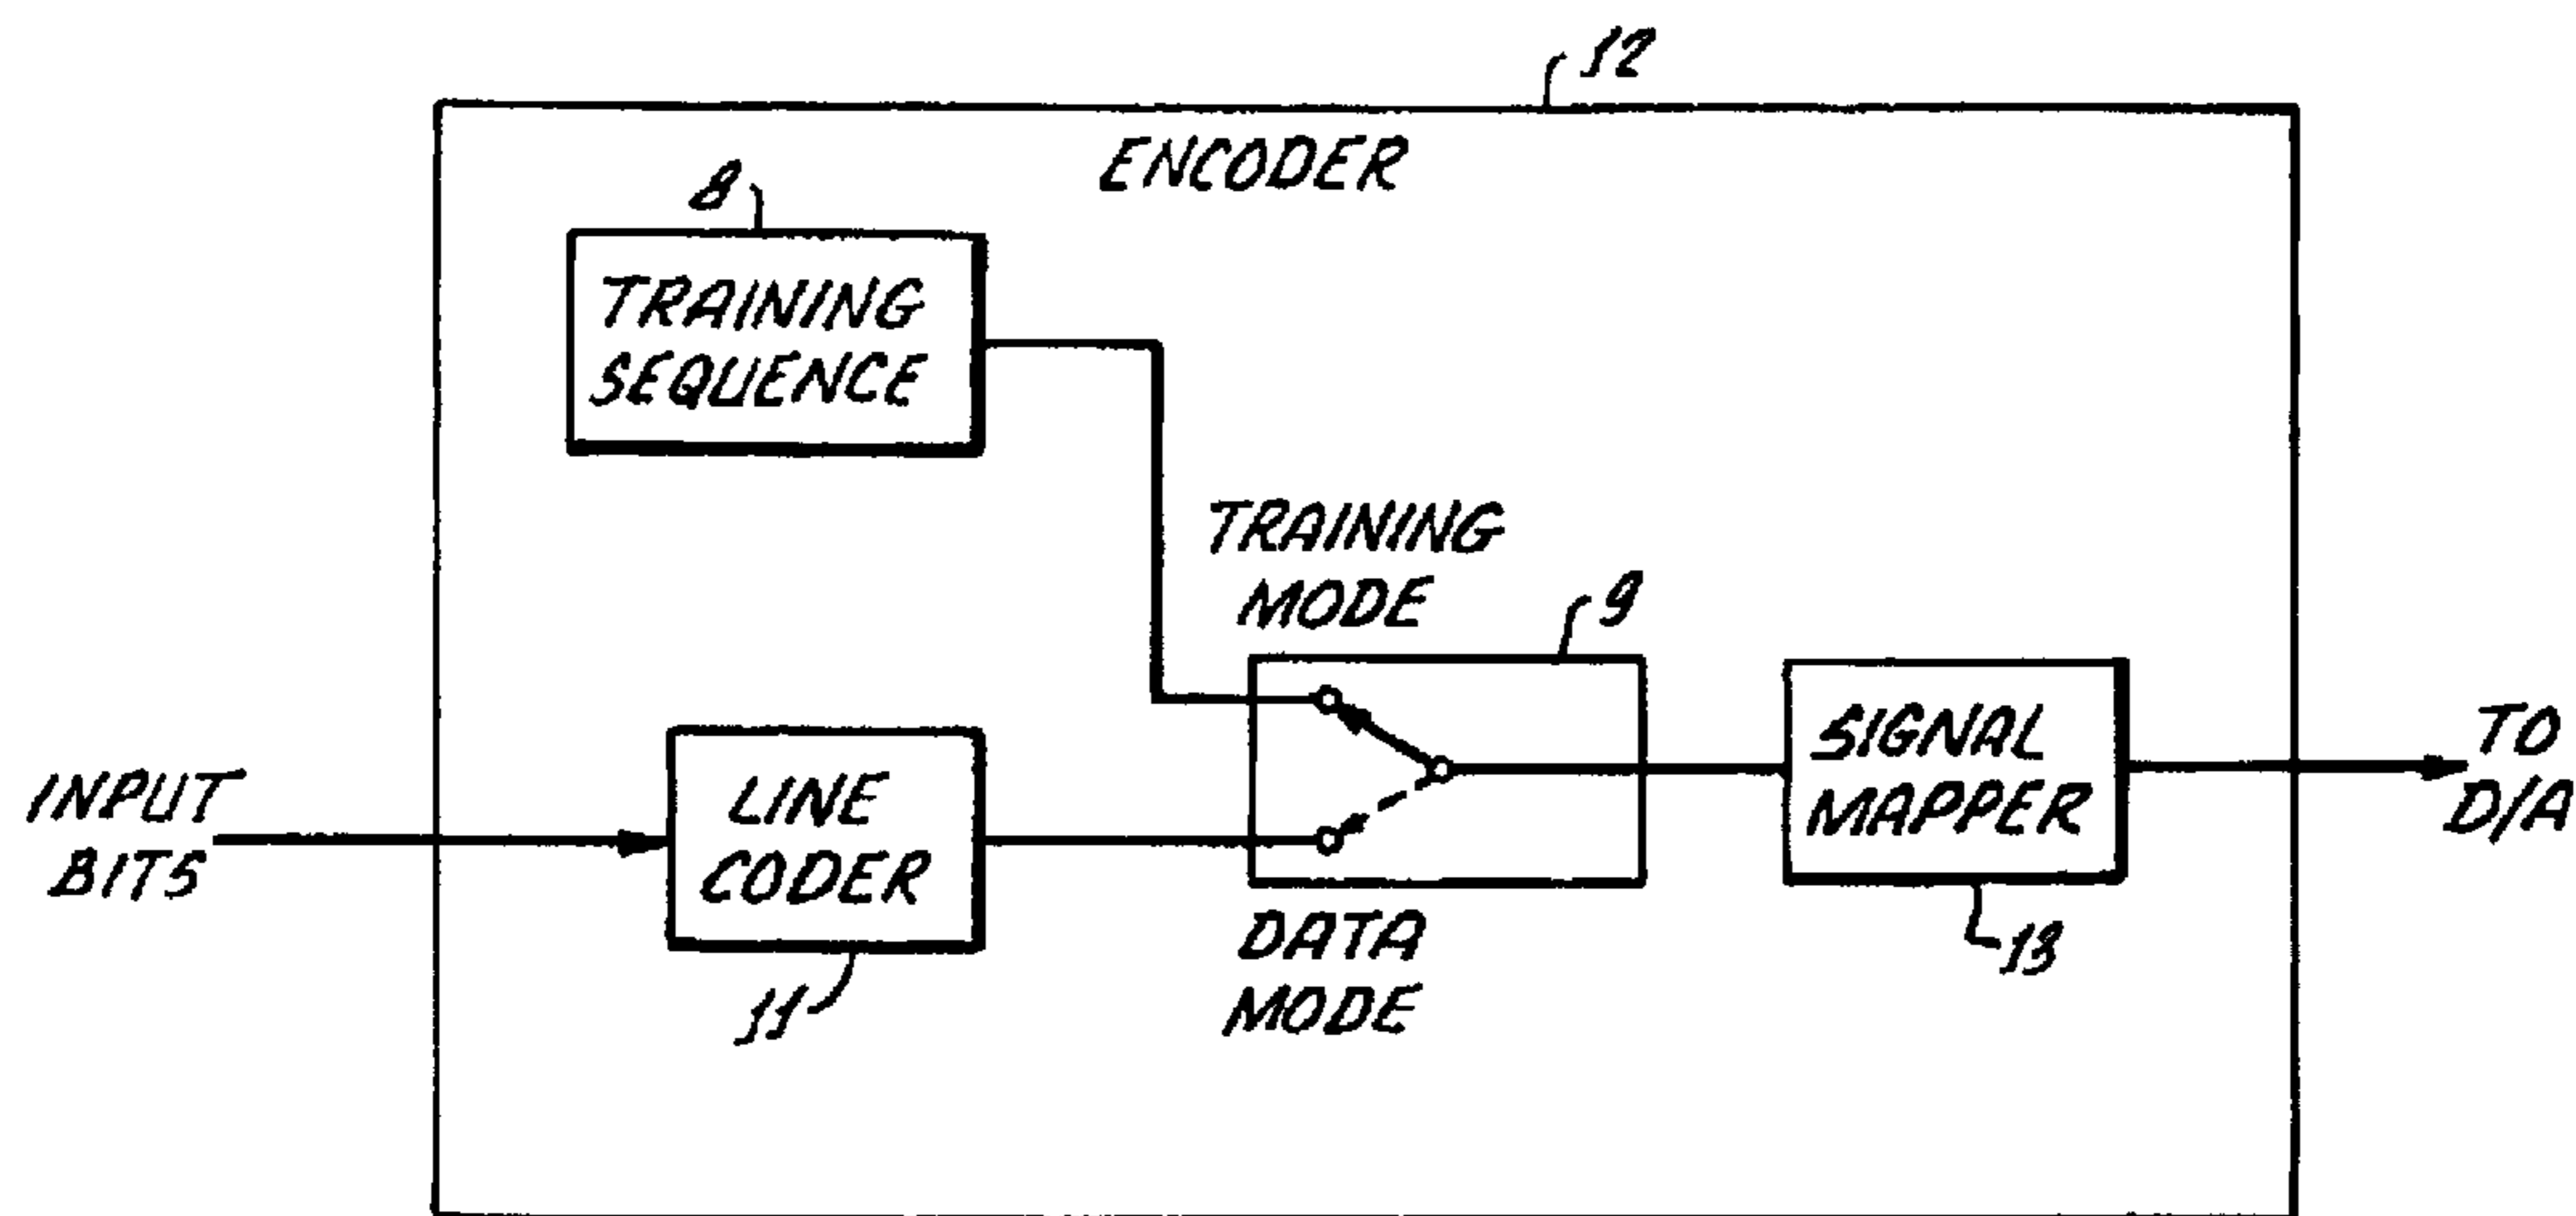 12
ENCODER
8
TRAINING
SEQUENCE
TRAINING
MODE
9
INPUT
BITS
LINE
CODER
11
DATA
MODE
SIGNAL
MAPPER
13
TO
D/A